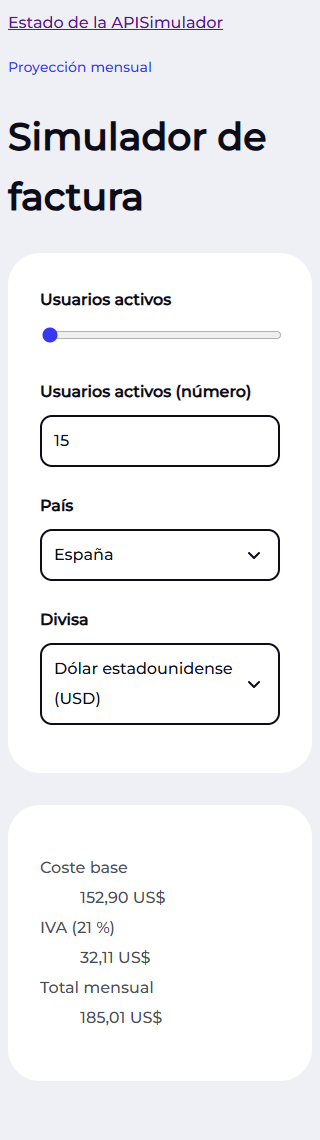 Estado de la APISimulador
Proyección mensual
Simulador de
factura
Usuarios activos
Usuarios activos (número)
15
País
España
Divisa
Dólar estadounidense
(USD)
Coste base
152,90 US$
IVA (21 %)
32,11 US$
Total mensual
185,01 US$